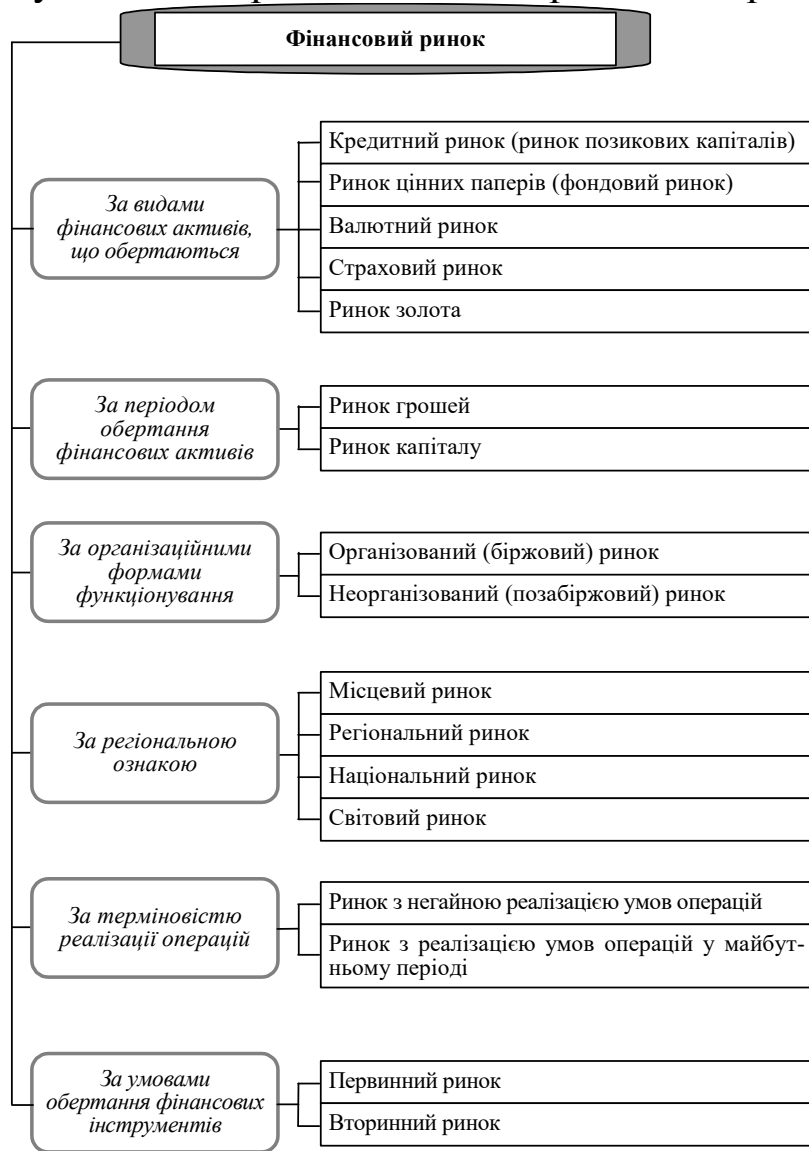 Фінансовий ринок
За видами
фінансових активів,
що обертаються
Кредитний ринок (ринок позикових капіталів)
Ринок цінних паперів (фондовий ринок)
Валютний ринок
Страховий ринок
Ринок золота
За періодом
обертання
фінансових активів
Ринок грошей
Ринок капіталу
За організаційними
формами
функціонування
Організований (біржовий) ринок
Неорганізований (позабіржовий) ринок
За регіональною
ознакою
Місцевий ринок
Регіональний ринок
Національний ринок
Світовий ринок
За терміновістю
реалізації операцій
Ринок з негайною реалізацією умов операцій
Ринок з реалізацією умов операцій у майбут-
ньому періоді
За умовами
обертання фінансових
інструментів
Первинний ринок
Вторинний ринок